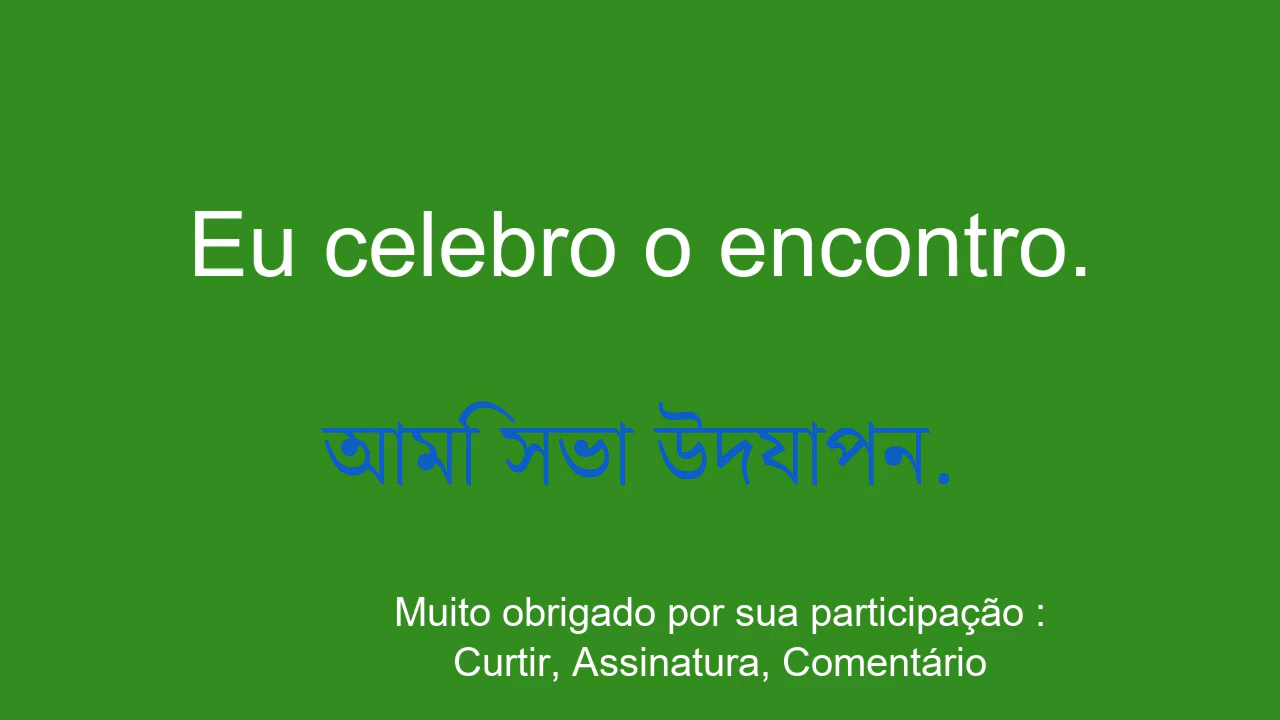 Eu celebro o encontro.
আমি সভা উদযাপন.
Muito obrigado por sua participação :
Curtir, Assinatura, Comentário